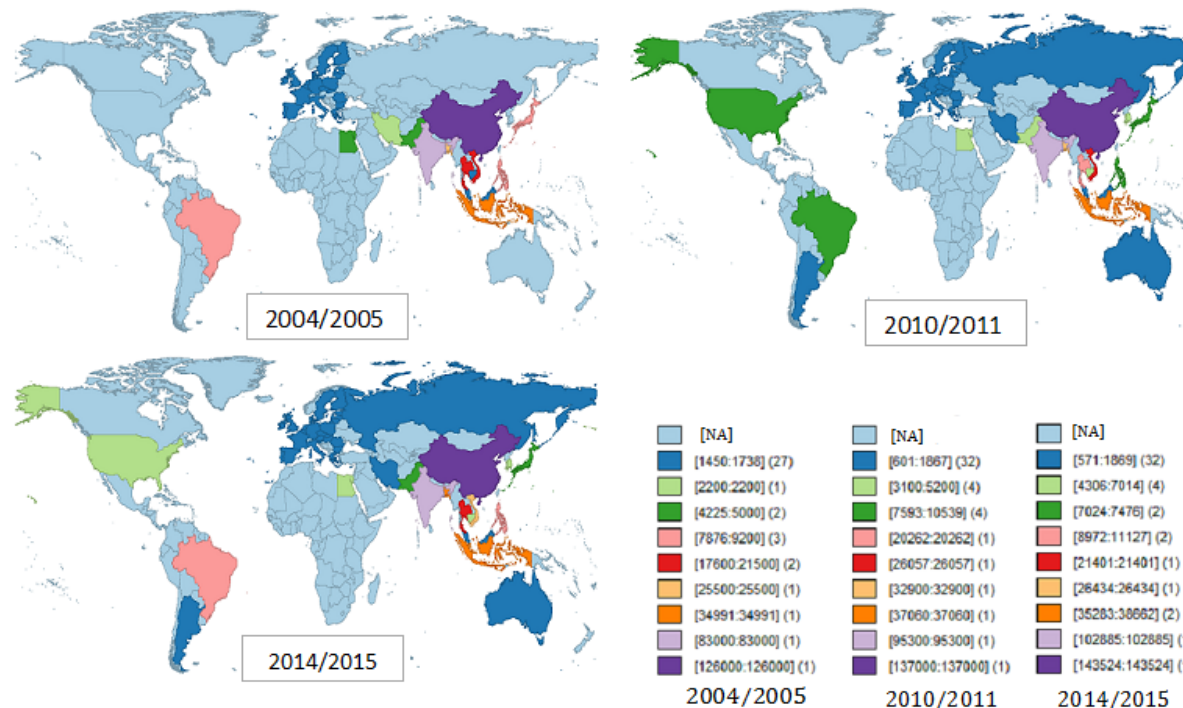 2004/2005
2010/2011
2014/2015
[NA] [NA] [NA]
[1450:1738] (27) [601:1867] (32) [571:1869] (32)
[2200:2200] (1) [3100:5200] (4) [4306:7014] (4)
[4225:5000] (2) [7593:10539] (4) [7024:7476] (2)
[7876:9200] (3) [20262:20262] (1) [8972:11127] (2)
[17600:21500] (2) [26057:26057] (1) [21401:21401] (1
[25500:25500] (1) [32900:32900] (1) [26434:26434] (1
[34991:34991] (1) [37060:37060] (1) [35283:38662] (2
[83000:83000] (1) [95300:95300] (1) [102885:102885] (
[126000:126000] (1) [137000:137000] (1) [143524:143524] (
2004/2005 2010/2011 2014/2015